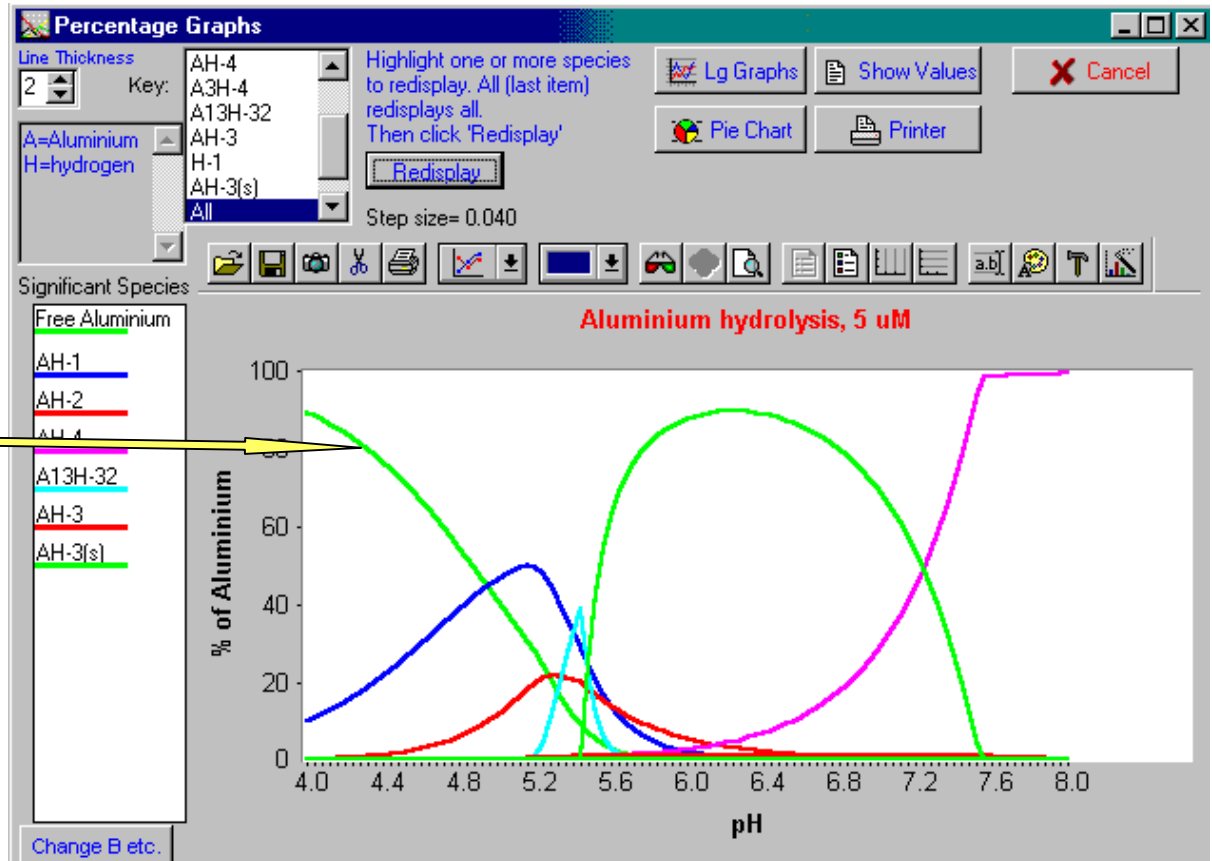 Percentage Graphs
Line Thickness
2
Key:
AH-4
A3H-4
A13H-32
AH-3
H-1
AH-3(s)
All
A=Aluminium
H=hydrogen
Highlight one or more species
to redisplay. All (last item)
redisplays all.
Then click 'Redisplay'
Redisplay
Step size= 0.040
Lg Graphs
Show Values
Cancel
Pie Chart
Printer
a.b
Significant Species
Free Aluminium
AH-1
AH-2
AH-4
A13H-32
AH-3
AH-3(s)
Change B etc.
Aluminium hydrolysis, 5 uM
% of Aluminium
100
60
40
20
0
4.0 4.4 4.8 5.2 5.6 6.0 6.4 6.8 7.2 7.6 8.0
pH